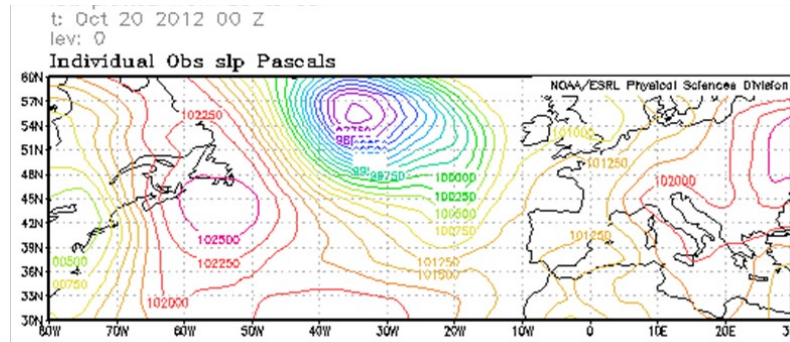 t: Oct 20 2012 00 Z
lev: 0
Individual Obs slp Pascals
60N
NOAA/ESRL Physical Sciences Division
57N
102250
54N
101000
51N
101250
48N
99750
100000
102000
45N
100250
42N
102500
100500
100750
39N
00500
102250
101250
101250
36N
00750
101500
33N
102000
30N
80W 70W 60W 50W 40W 30W 20W 10W 0 10E 20E